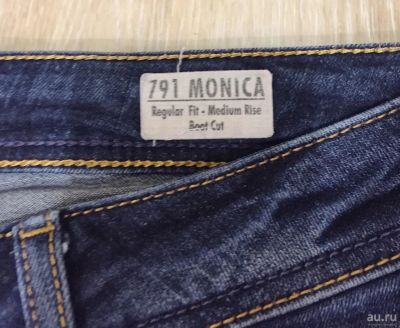 791 MONICA
Regular Fit - Medium Rise
Boot Cut
au.ru